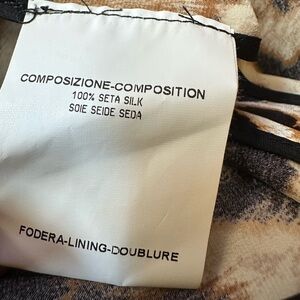 COMPOSIZIONE-COMPOSITION
100% SETA SILK
SOIE SEIDE SEDA
FODERA-LINING-DOUBLURE